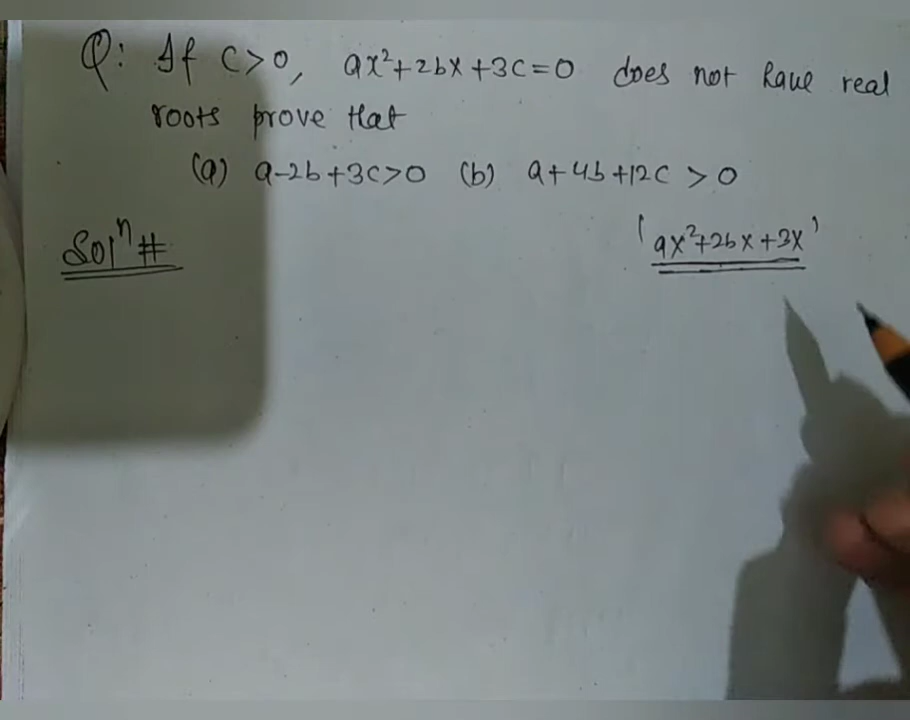 Q: If c>0, ax²+2bx+3c=0 does not have real
roots prove that
(a) a-2b+3c>0 (b) a+4b+12c >0
Solⁿ #
(ax²+2bx+3x)